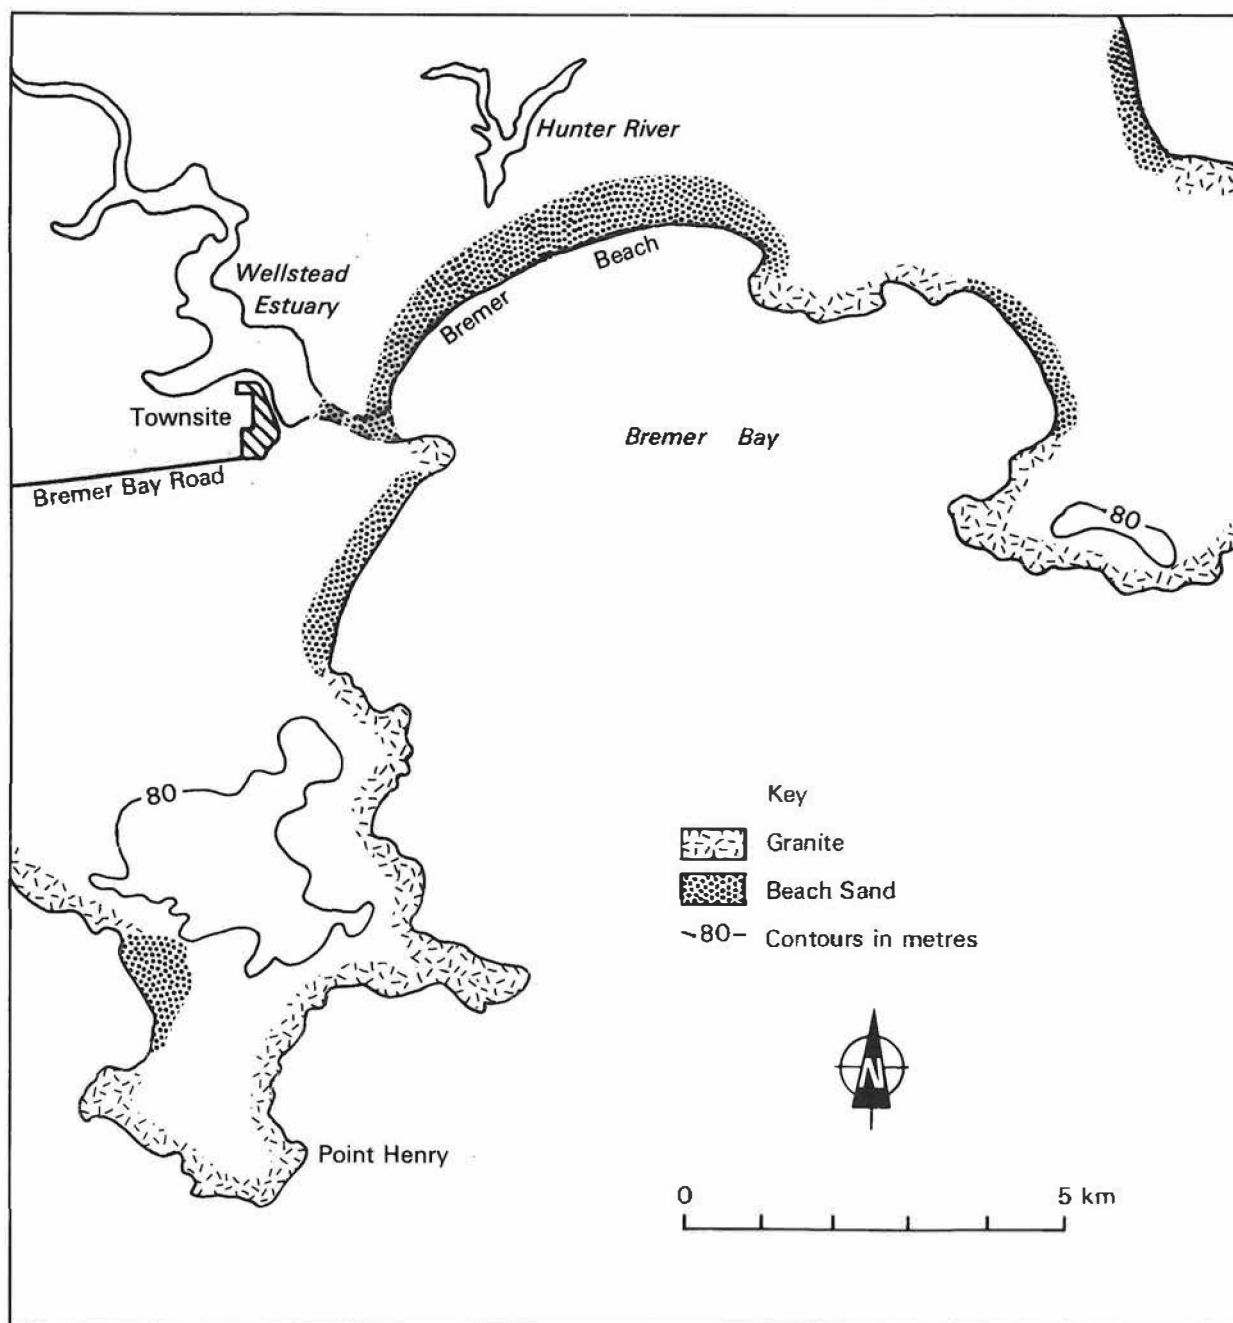 Hunter River
Wellstead
Estuary
Beach
Bremer
Townsite
Bremer Bay
Bremer Bay Road
80
80
Key
Granite
Beach Sand
~80- Contours in metres
N
Point Henry
0 5 km